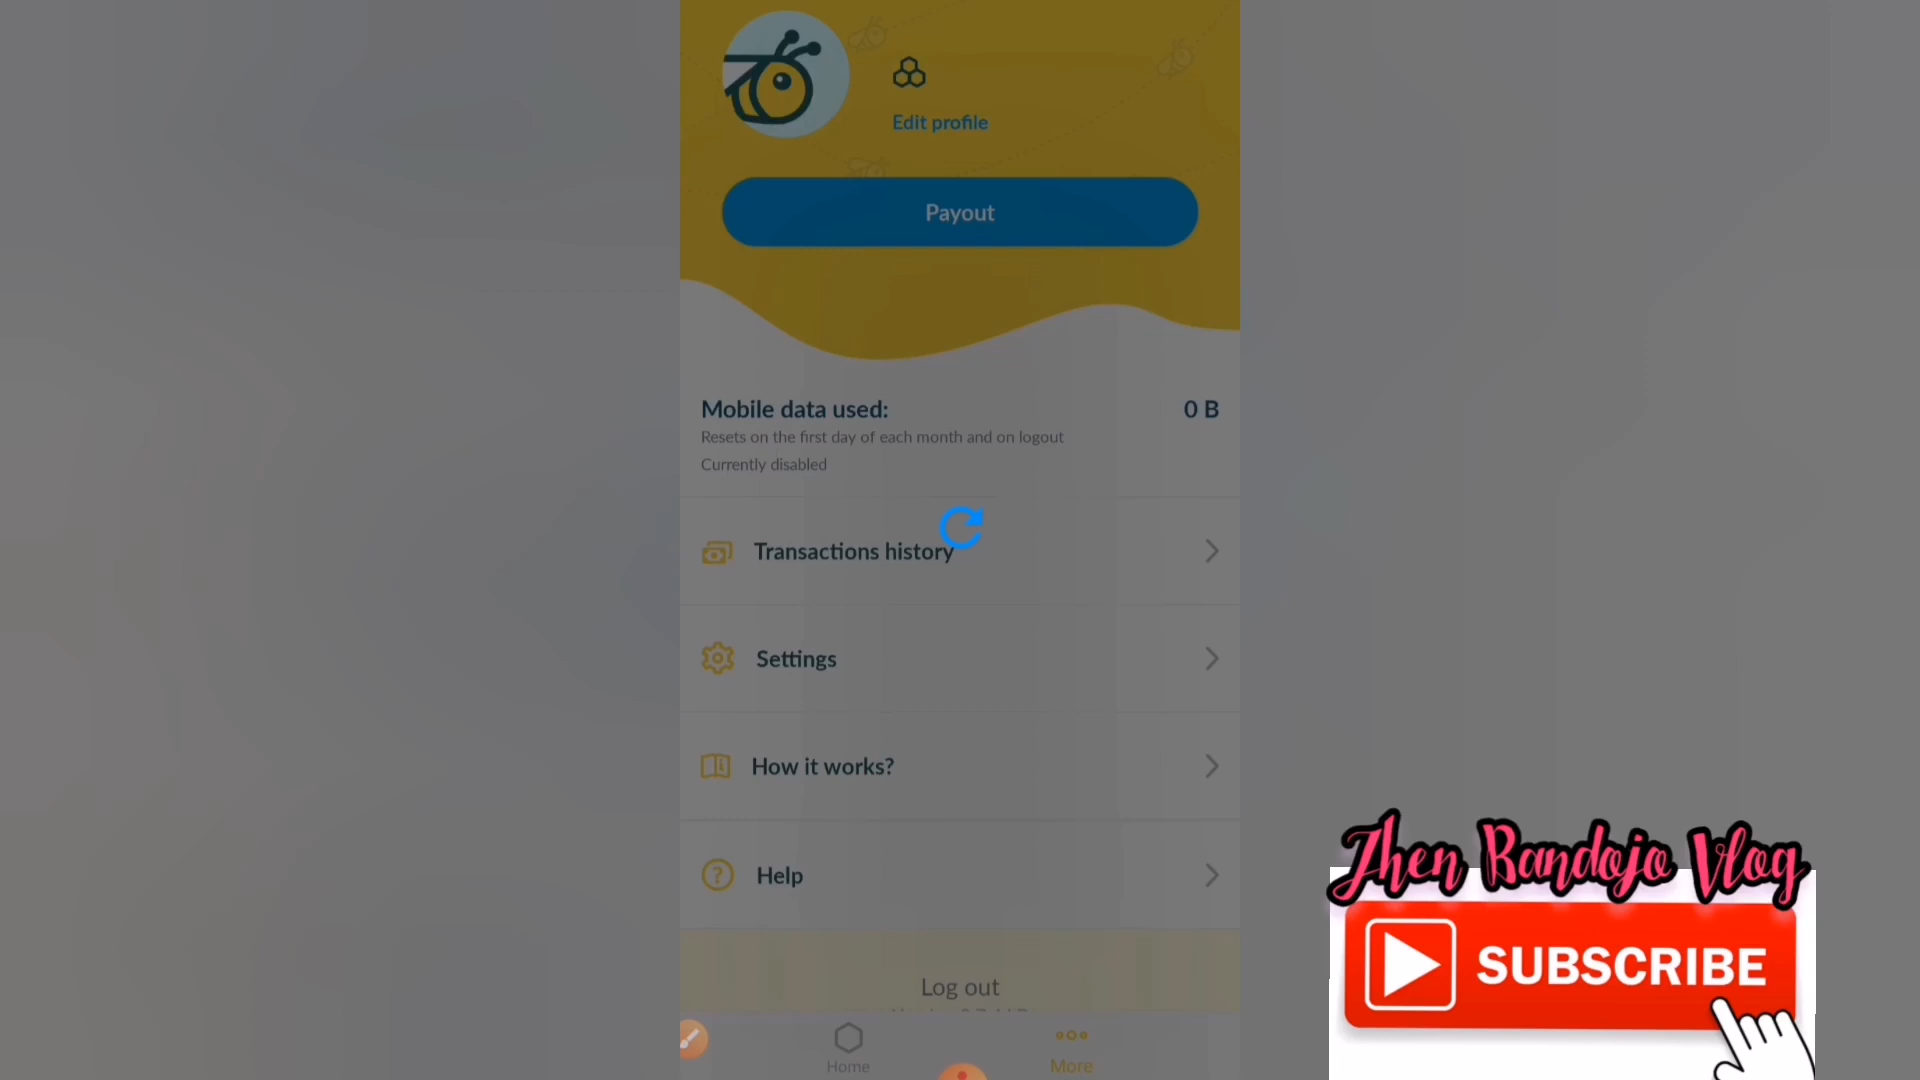 Edit profile
Payout
Mobile data used:
0 B
Resets on the first day of each month and on logout
Currently disabled
Transactions history
Settings
How it works?
Help
Log out
Home
More
Jhen Bandojo Vlog
SUBSCRIBE